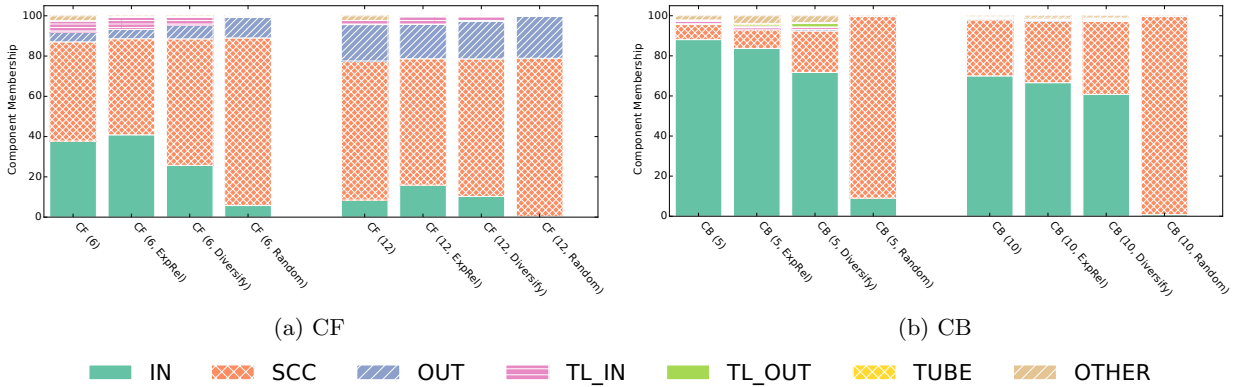 100
80
60
40
20
0
Component Membership
CF (6)
CF (6, ExpRel)
CF (6, Diversify)
CF (6, Random)
CF (12)
CF (12, ExpRel)
CF (12, Diversify)
CF (12, Random)
(a) CF
100
80
60
40
20
0
Component Membership
CB (5)
CB (5, ExpRel)
CB (5, Diversify)
CB (5, Random)
CB (10)
CB (10, ExpRel)
CB (10, Diversify)
CB (10, Random)
(b) CB
IN SCC OUT TL_IN TL_OUT TUBE OTHER